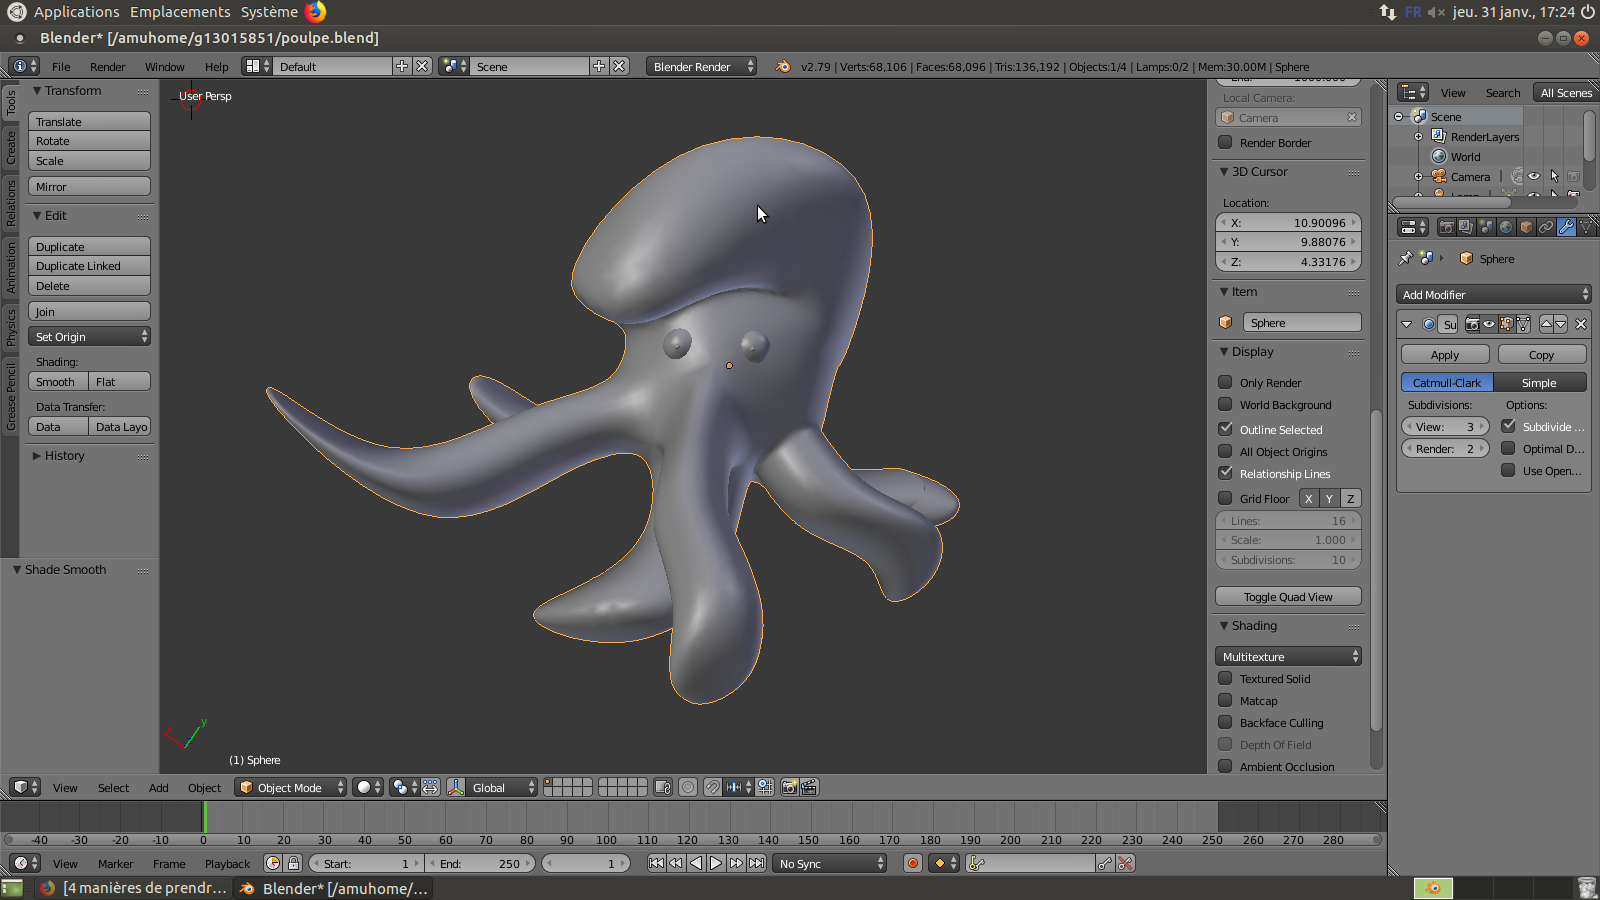 Applications Emplacements Système FR jeu. 31 janv., 17:24
Blender* [/amuhome/g13015851/poulpe.blend]
File Render Window Help Default Scene Blender Render v2.79 | Verts:68,106 | Faces:68,096 | Tris:136,192 | Objects:1/4 | Lamps:0/2 | Mem:30.00M | Sphere
Tools
Create
Relations
Animation
Physics
Grease Pencil
Transform
Translate
Rotate
Scale
Mirror
Edit
Duplicate
Duplicate Linked
Delete
Join
Set Origin
Shading:
Smooth Flat
Data Transfer:
Data Data Layo
History
Shade Smooth
User Persp
(1) Sphere
y
Local Camera:
Camera
Render Border
3D Cursor
Location:
X: 10.90096
Y: 9.88076
Z: 4.33176
Item
Sphere
Display
Only Render
World Background
Outline Selected
All Object Origins
Relationship Lines
Grid Floor X Y Z
Lines: 16
Scale: 1.000
Subdivisions: 10
Toggle Quad View
Shading
Multitexture
Textured Solid
Matcap
Backface Culling
Depth Of Field
Ambient Occlusion
View Search All Scenes
Scene
RenderLayers
World
Camera
Sphere
Add Modifier
Su
Apply Copy
Catmull-Clark Simple
Subdivisions: Options:
View: 3 Subdivide ...
Render: 2 Optimal D...
Use Open...
View Select Add Object Object Mode Global
-40 -30 -20 -10 0 10 20 30 40 50 60 70 80 90 100 110 120 130 140 150 160 170 180 190 200 210 220 230 240 250 260 270 280
View Marker Frame Playback Start: 1 End: 250 1 No Sync
[4 manières de prendr... Blender* [/amuhome/...